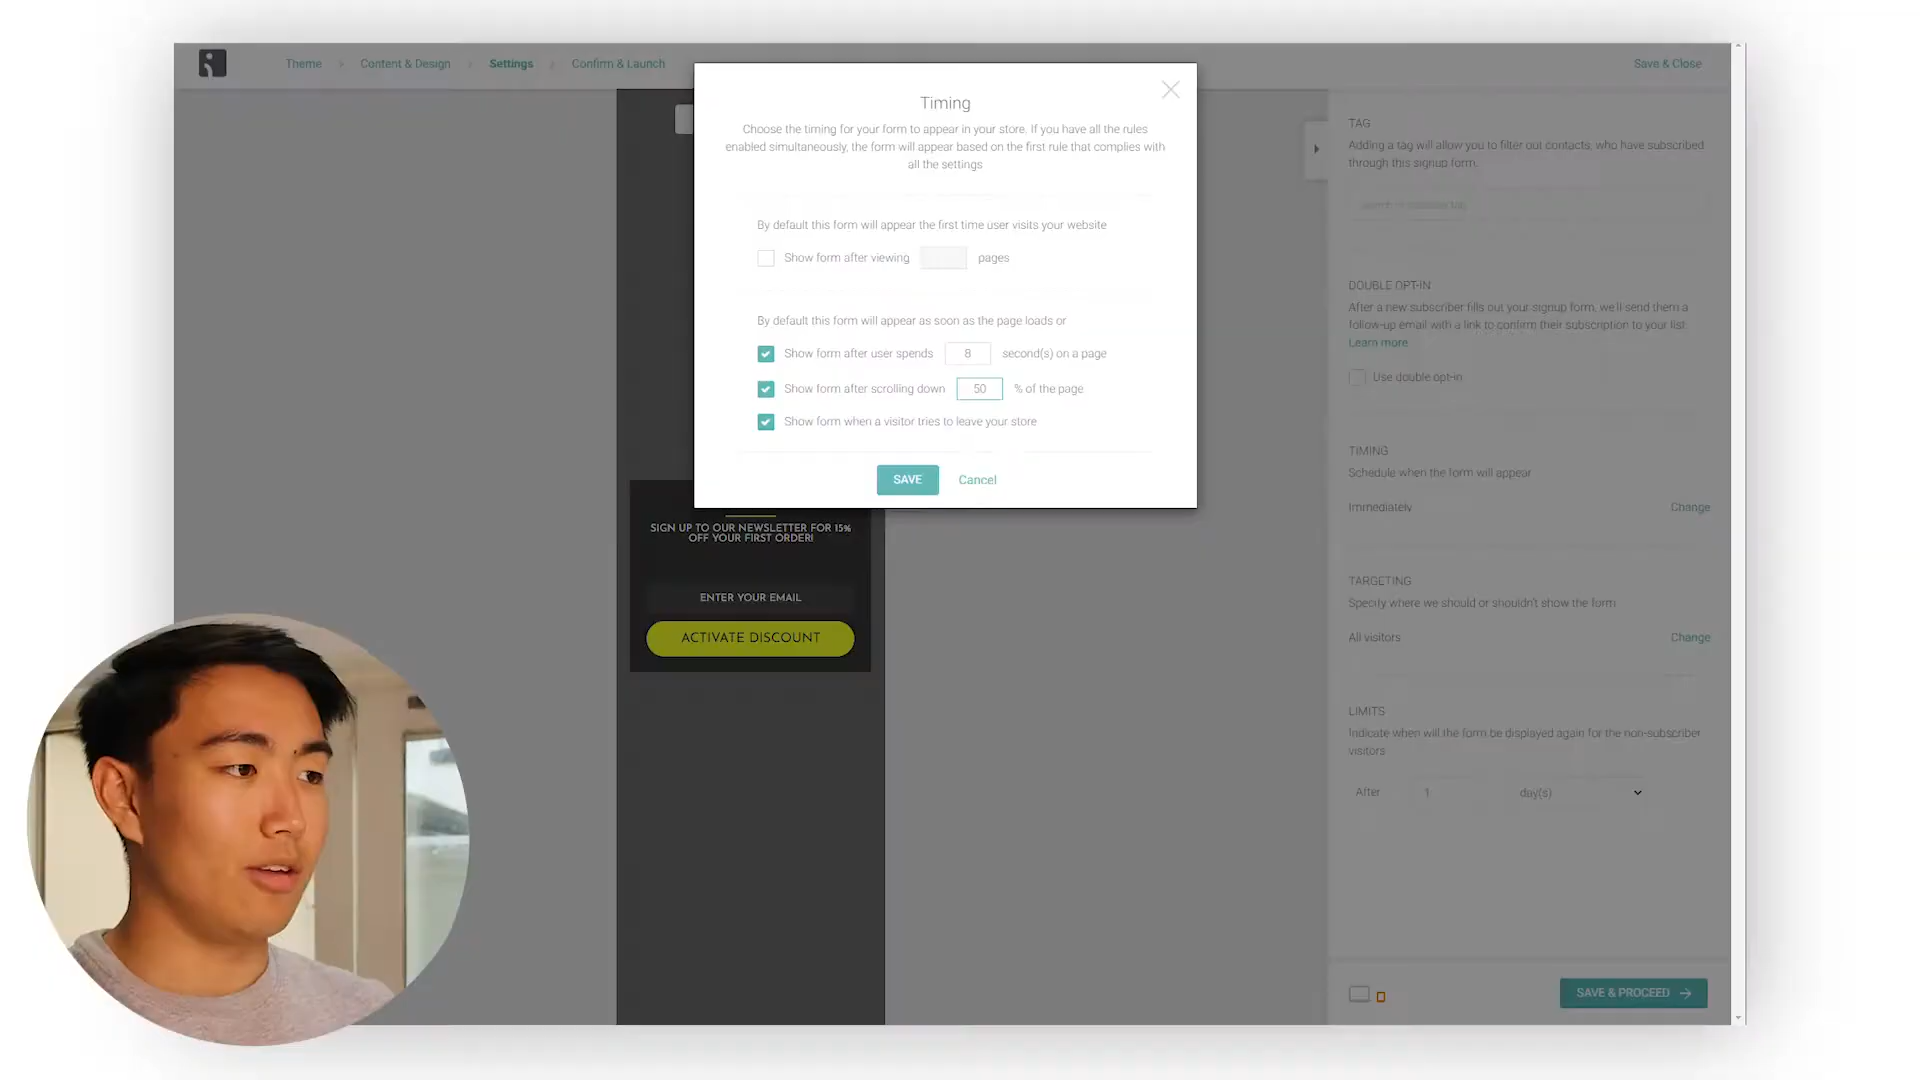 Theme > Content & Design > Settings > Confirm & Launch
Save & Close
Timing
Choose the timing for your form to appear in your store. If you have all the rules
enabled simultaneously, the form will appear based on the first rule that complies with
all the settings
By default this form will appear the first time user visits your website
Show form after viewing pages
By default this form will appear as soon as the page loads or
Show form after user spends 8 second(s) on a page
Show form after scrolling down 50 % of the page
Show form when a visitor tries to leave your store
SAVE Cancel
SIGN UP TO OUR NEWSLETTER FOR 15%
OFF YOUR FIRST ORDER!
ENTER YOUR EMAIL
ACTIVATE DISCOUNT
TAG
Adding a tag will allow you to filter out contacts, who have subscribed
through this signup form.
DOUBLE OPT-IN
After a new subscriber fills out your signup form, we'll send them a
follow-up email with a link to confirm their subscription to your list.
Learn more
Use double opt-in
TIMING
Schedule when the form will appear
Immediately Change
TARGETING
Specify where we should or shouldn't show the form
All visitors Change
LIMITS
Indicate when will the form be displayed again for the non-subscriber
visitors
After 1 day(s)
SAVE & PROCEED